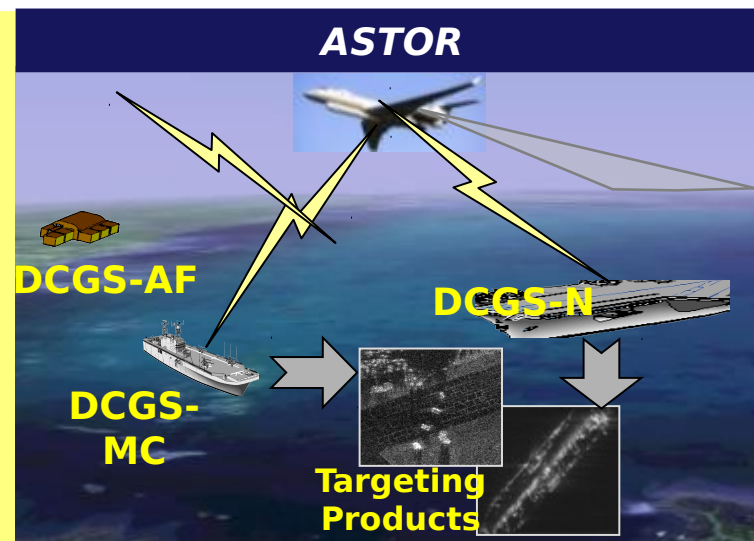 ASTOR
DCGS-AF
DCGS-N
DCGS-
MC
Targeting
Products